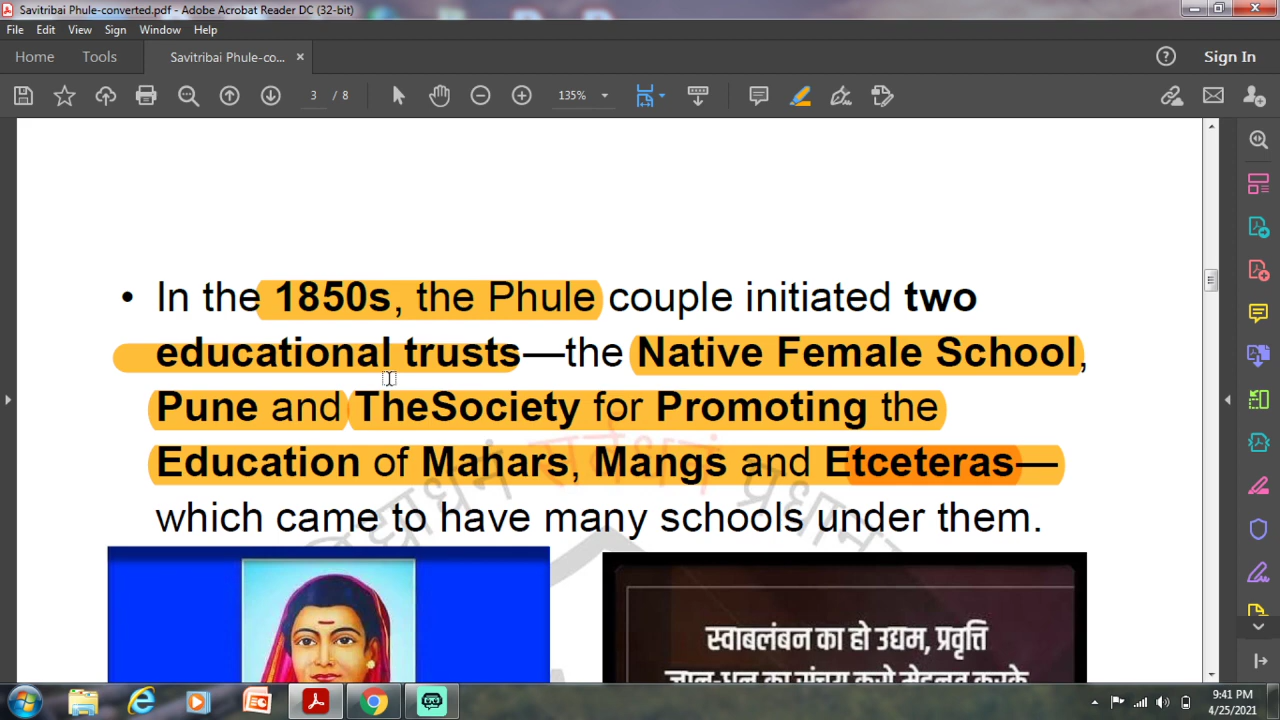 Savitribai Phule-converted.pdf - Adobe Acrobat Reader DC (32-bit)
File Edit View Sign Window Help
Home Tools Savitribai Phule-co... × Sign In
3 / 8 135%
• In the 1850s, the Phule couple initiated two
educational trusts—the Native Female School,
Pune and TheSociety for Promoting the
Education of Mahars, Mangs and Etceteras—
which came to have many schools under them.
स्वाबलंबन का हो उद्यम, प्रवृत्ति
9:41 PM
4/25/2021